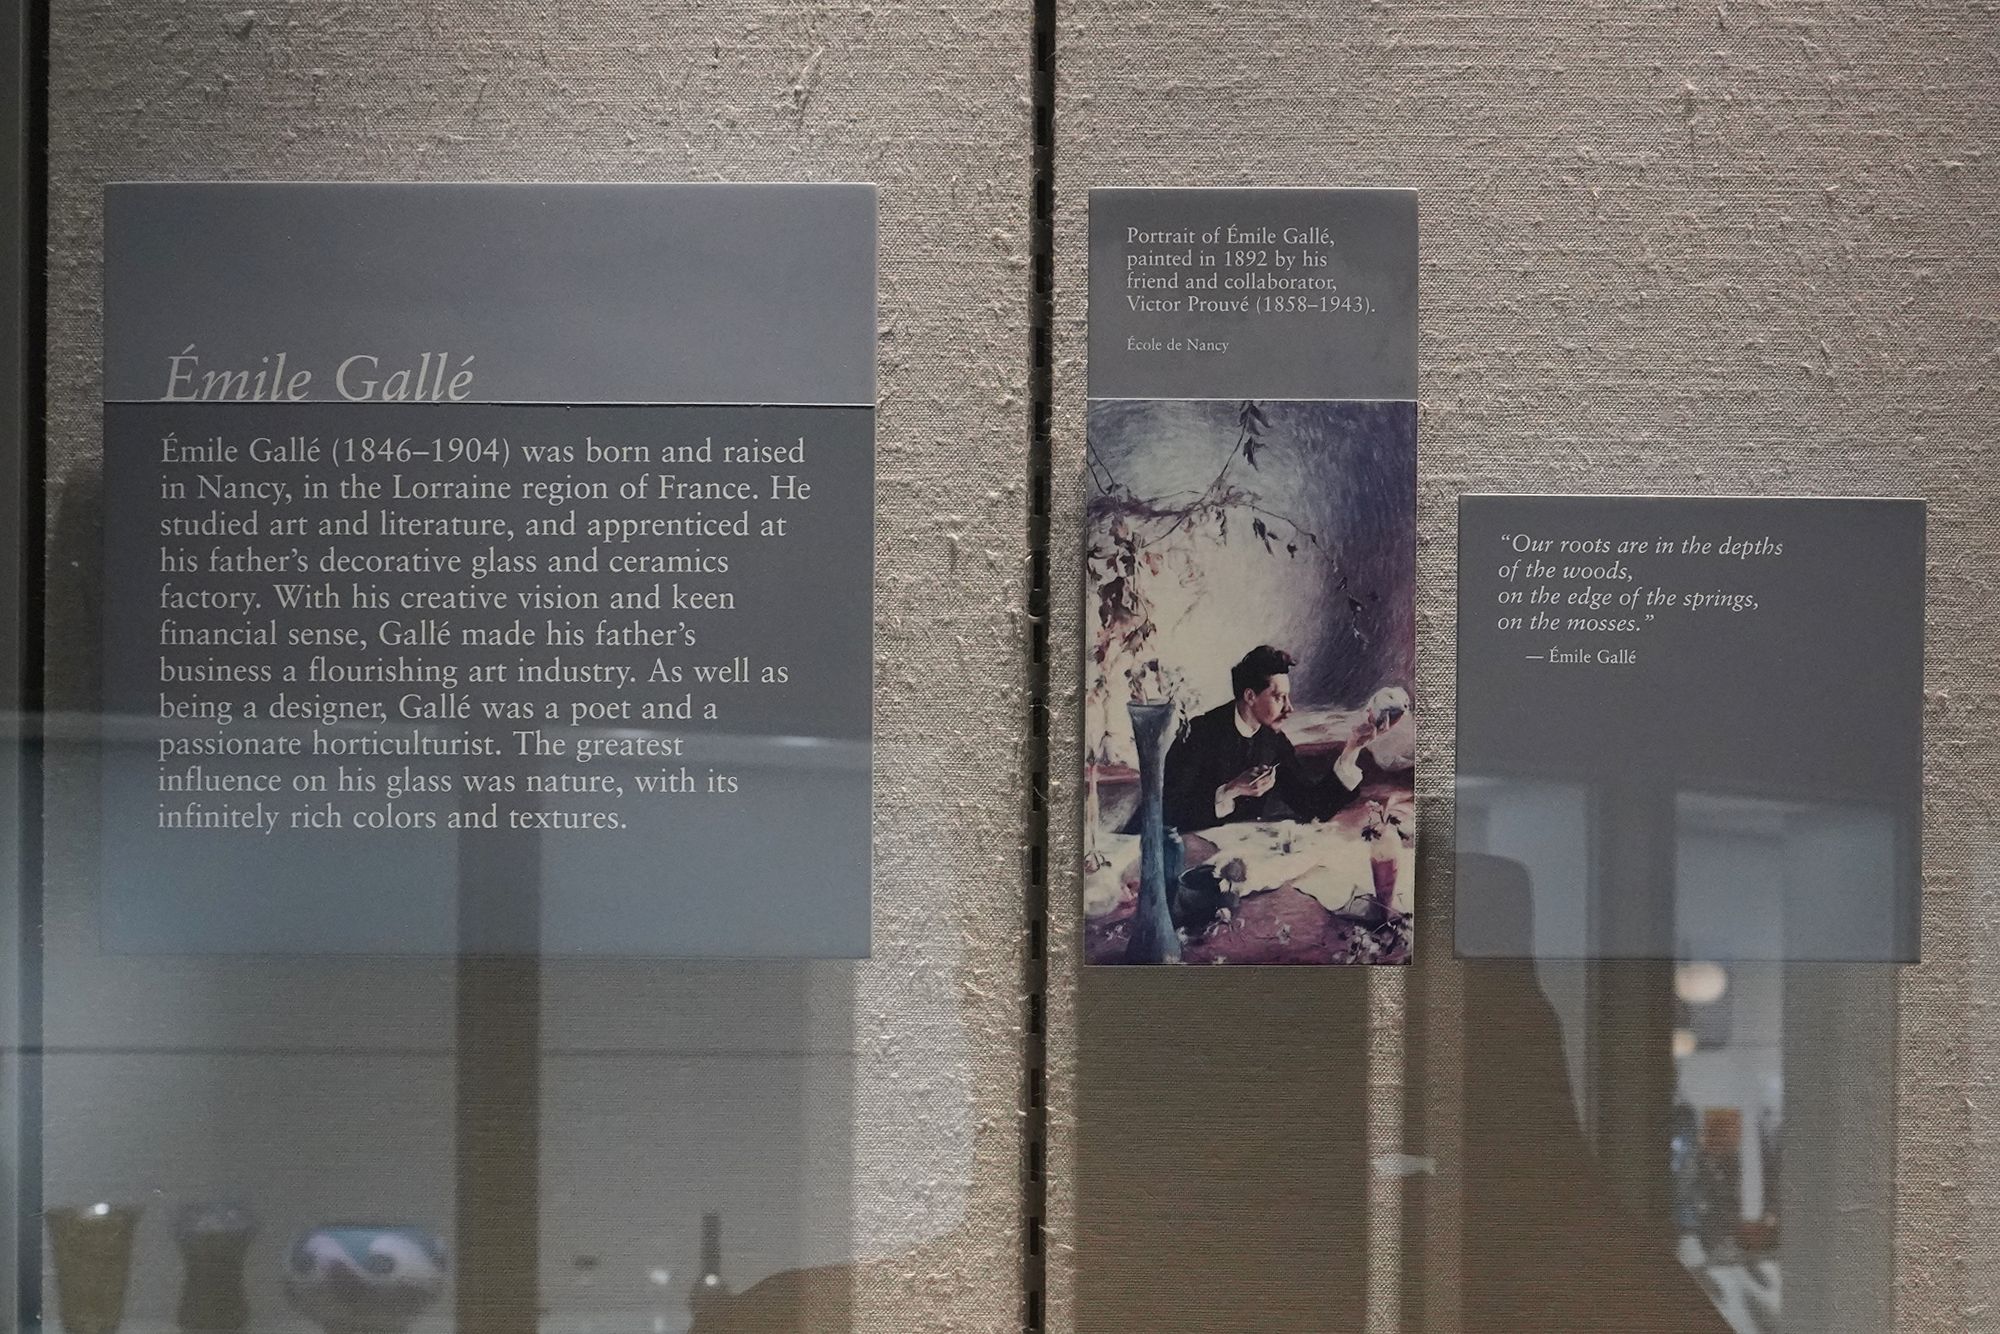 Émile Gallé
Émile Gallé (1846–1904) was born and raised
in Nancy, in the Lorraine region of France. He
studied art and literature, and apprenticed at
his father’s decorative glass and ceramics
factory. With his creative vision and keen
financial sense, Gallé made his father’s
business a flourishing art industry. As well as
being a designer, Gallé was a poet and a
passionate horticulturist. The greatest
influence on his glass was nature, with its
infinitely rich colors and textures.
Portrait of Émile Gallé,
painted in 1892 by his
friend and collaborator,
Victor Prouvé (1858–1943).
École de Nancy
“Our roots are in the depths
of the woods,
on the edge of the springs,
on the mosses.”
— Émile Gallé